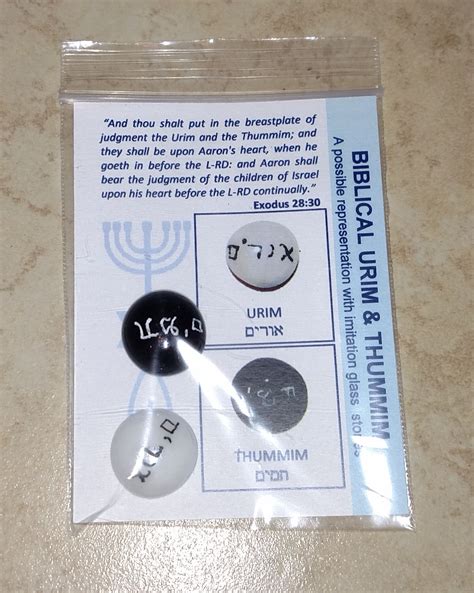 "And thou shalt put in the breastplate of
judgment the Urim and the Thummim; and
they shall be upon Aaron's heart, when he
goeth in before the L-RD: and Aaron shall
bear the judgment of the children of Israel
upon his heart before the L-RD continually."
Exodus 28:30
אורים
URIM
אורים
THUMMIM
תמים
BIBLICAL URIM & THUMMIM
A possible representation with imitation glass stones